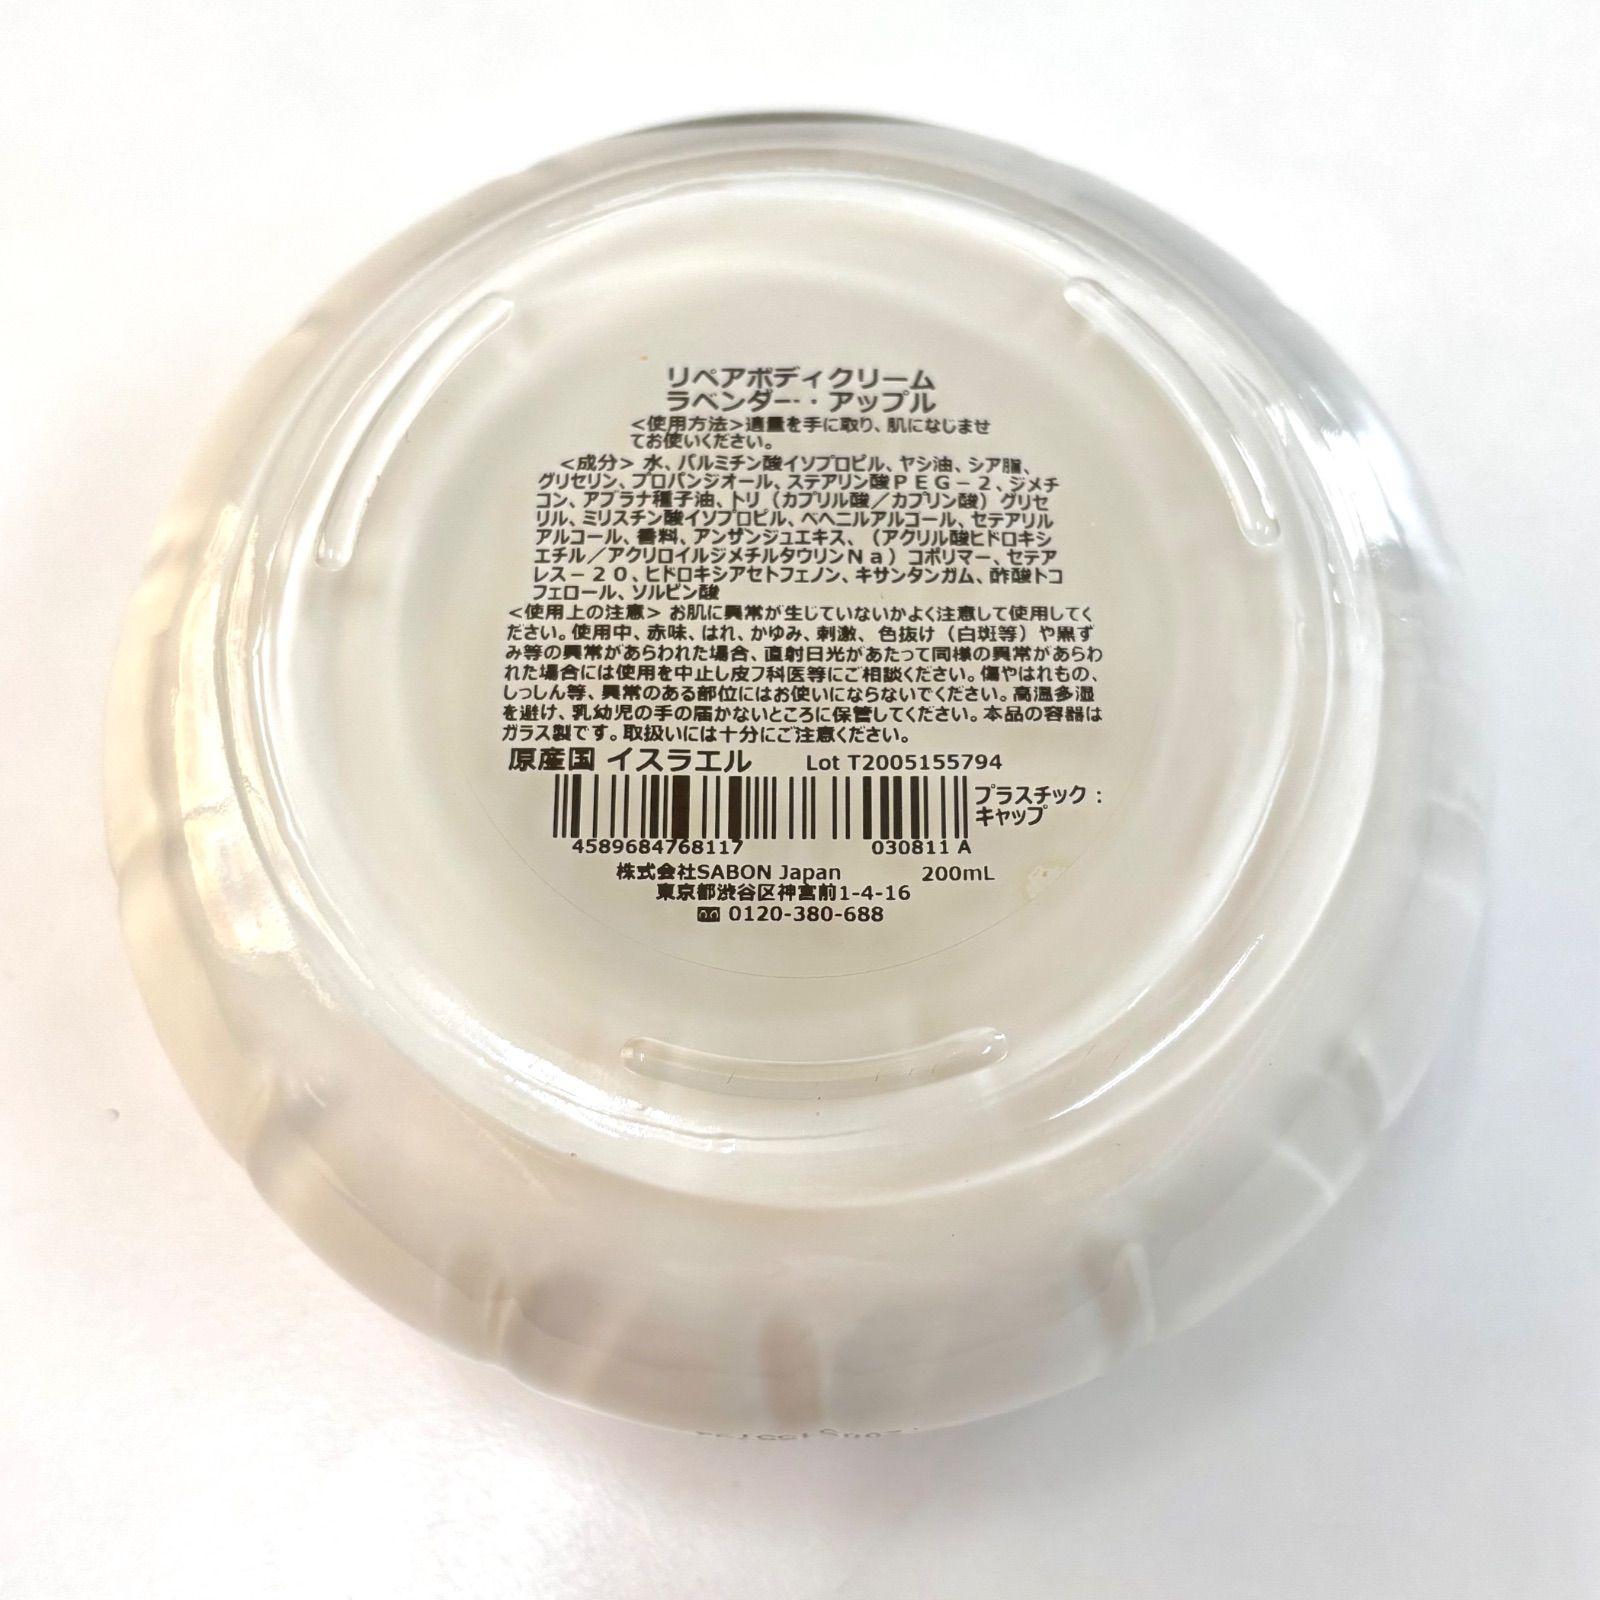 リペアボディクリーム
ラベンダー・アップル
<使用方法>適量を手に取り、肌になじませ
てお使いください。
<成分> 水、パルミチン酸イソプロピル、ヤシ油、シア脂、
グリセリン、プロパンジオール、ステアリン酸ＰＥＧ－２、ジメチ
コン、アブラナ種子油、トリ（カプリル酸／カプリン酸）グリセ
リル、ミリスチン酸イソプロピル、ベヘニルアルコール、セテアリル
アルコール、香料、アンザンジュエキス、（アクリル酸ヒドロキシ
エチル／アクリロイルジメチルタウリンＮａ）コポリマー、セテア
レス－２０、ヒドロキシアセトフェノン、キサンタンガム、酢酸トコ
フェロール、ソルビン酸
<使用上の注意> お肌に異常が生じていないかよく注意して使用してく
ださい。使用中、赤味、はれ、かゆみ、刺激、色抜け（白斑等）や黒ず
み等の異常があらわれた場合、直射日光があたって同様の異常があらわ
れた場合には使用を中止し皮フ科医等にご相談ください。傷やはれもの、
しっしん等、異常のある部位にはお使いにならないでください。高温多湿
を避け、乳幼児の手の届かないところに保管してください。本品の容器は
ガラス製です。取扱いには十分にご注意ください。
原産国 イスラエル Lot T2005155794
プラスチック：
キャップ
4589684768117 030811 A
株式会社SABON Japan 200mL
東京都渋谷区神宮前1-4-16
0120-380-688